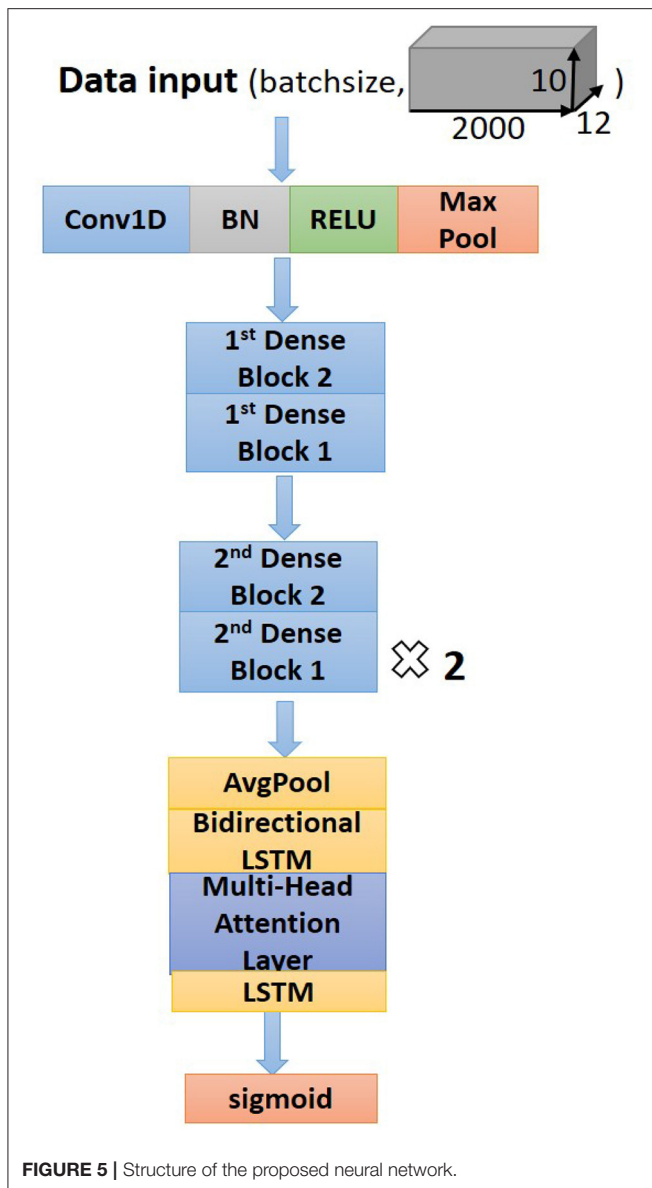 Data input (batchsize, 10 )
2000 12
Conv1D BN RELU Max
Pool
1st Dense
Block 2
1st Dense
Block 1
2nd Dense
Block 2
2nd Dense
Block 1
✖ 2
AvgPool
Bidirectional
LSTM
Multi-Head
Attention
Layer
LSTM
sigmoid
FIGURE 5 | Structure of the proposed neural network.